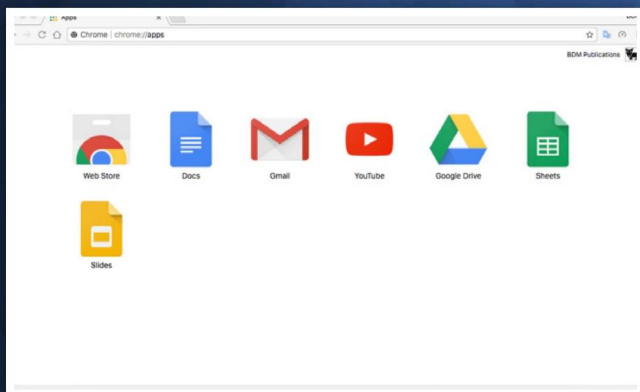 Apps
Chrome | chrome://apps
BDM Publications
Web Store
Docs
Gmail
YouTube
Google Drive
Sheets
Slides